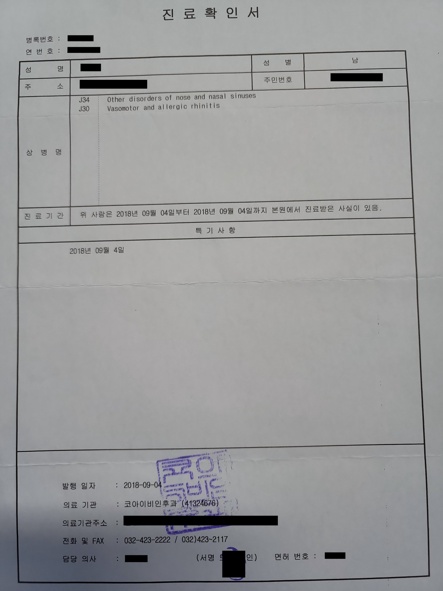 진 료 확 인 서
병록번호 :
연 번 호 :
성 명 성 별 남
주 소 주민번호
상 병 명
J34 Other disorders of nose and nasal sinuses
J30 Vasomotor and allergic rhinitis
진 료 기 간 위 사람은 2018년 09월 04일부터 2018년 09월 04일까지 본원에서 진료받은 사실이 있음.
특 기 사 항
2018년 09월 4일
발행 일자 : 2018-09-04
의료 기관 : 코아이비인후과 (41324676)
의료기관주소 :
전화 및 FAX : 032-423-2222 / 032)423-2117
담당 의사 : (서명 인) 면허 번호 :